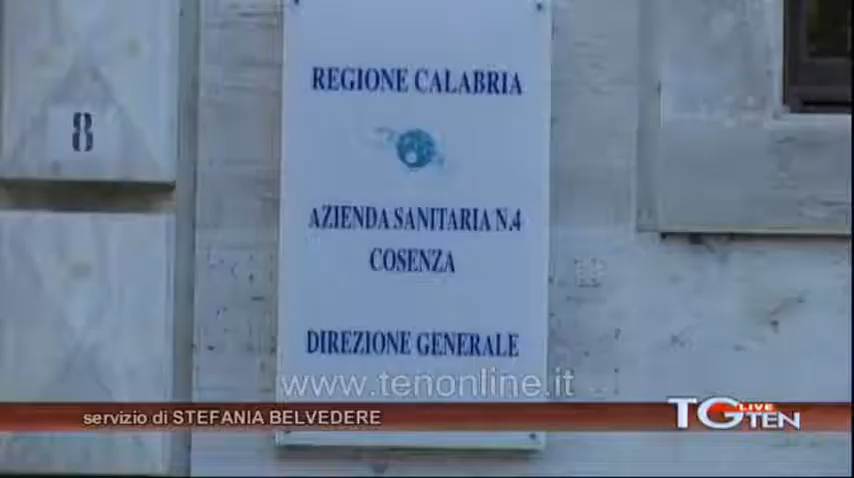 8
REGIONE CALABRIA
AZIENDA SANITARIA N.4
COSENZA
DIREZIONE GENERALE
www.tenonline.it
servizio di STEFANIA BELVEDERE
TG LIVE TEN